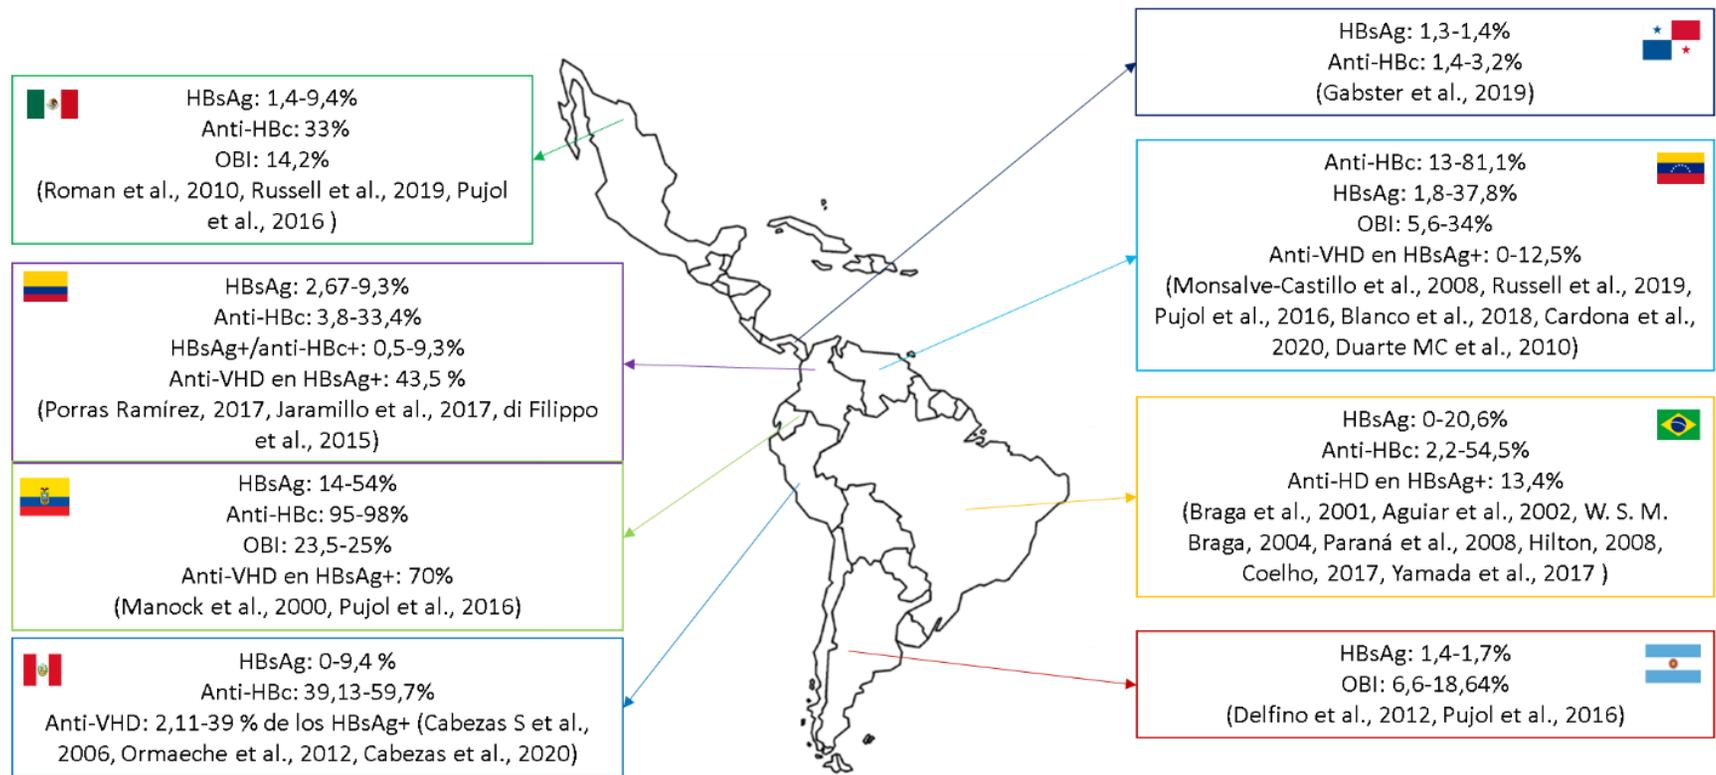 HBsAg: 1,4-9,4%
Anti-HBc: 33%
OBI: 14,2%
(Roman et al., 2010, Russell et al., 2019, Pujol
et al., 2016 )
HBsAg: 2,67-9,3%
Anti-HBc: 3,8-33,4%
HBsAg+/anti-HBc+: 0,5-9,3%
Anti-VHD en HBsAg+: 43,5 %
(Porras Ramírez, 2017, Jaramillo et al., 2017, di Filippo
et al., 2015)
HBsAg: 14-54%
Anti-HBc: 95-98%
OBI: 23,5-25%
Anti-VHD en HBsAg+: 70%
(Manock et al., 2000, Pujol et al., 2016)
HBsAg: 0-9,4 %
Anti-HBc: 39,13-59,7%
Anti-VHD: 2,11-39 % de los HBsAg+ (Cabezas S et al.,
2006, Ormaeche et al., 2012, Cabezas et al., 2020)
HBsAg: 1,3-1,4%
Anti-HBc: 1,4-3,2%
(Gabster et al., 2019)
Anti-HBc: 13-81,1%
HBsAg: 1,8-37,8%
OBI: 5,6-34%
Anti-VHD en HBsAg+: 0-12,5%
(Monsalve-Castillo et al., 2008, Russell et al., 2019,
Pujol et al., 2016, Blanco et al., 2018, Cardona et al.,
2020, Duarte MC et al., 2010)
HBsAg: 0-20,6%
Anti-HBc: 2,2-54,5%
Anti-HD en HBsAg+: 13,4%
(Braga et al., 2001, Aguiar et al., 2002, W. S. M.
Braga, 2004, Paraná et al., 2008, Hilton, 2008,
Coelho, 2017, Yamada et al., 2017 )
HBsAg: 1,4-1,7%
OBI: 6,6-18,64%
(Delfino et al., 2012, Pujol et al., 2016)